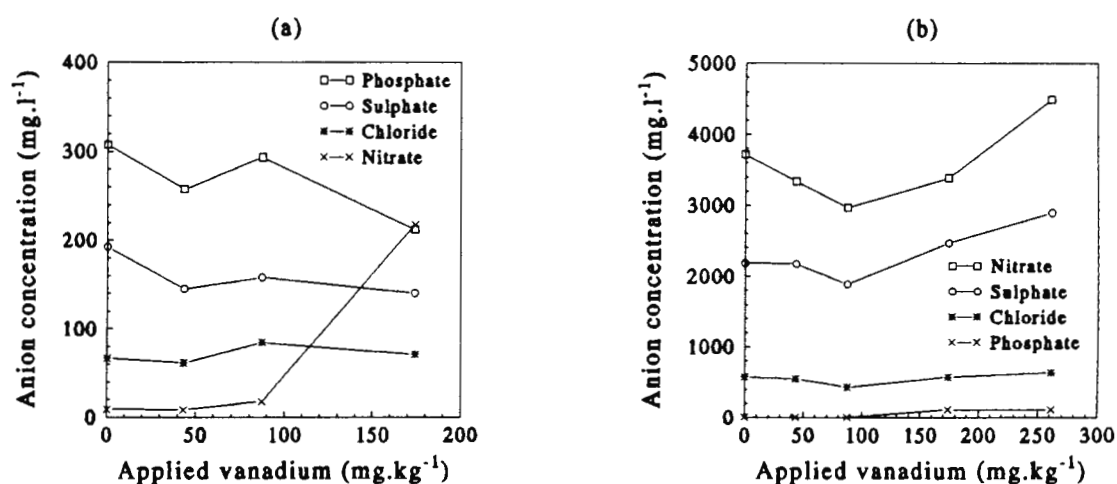 (a)
Anion concentration (mg.l⁻¹)
400
300
200
100
0
Phosphate
Sulphate
Chloride
Nitrate
0 50 100 150 200
Applied vanadium (mg.kg⁻¹)
(b)
Anion concentration (mg.l⁻¹)
5000
4000
3000
2000
1000
0
Nitrate
Sulphate
Chloride
Phosphate
0 50 100 150 200 250 300
Applied vanadium (mg.kg⁻¹)